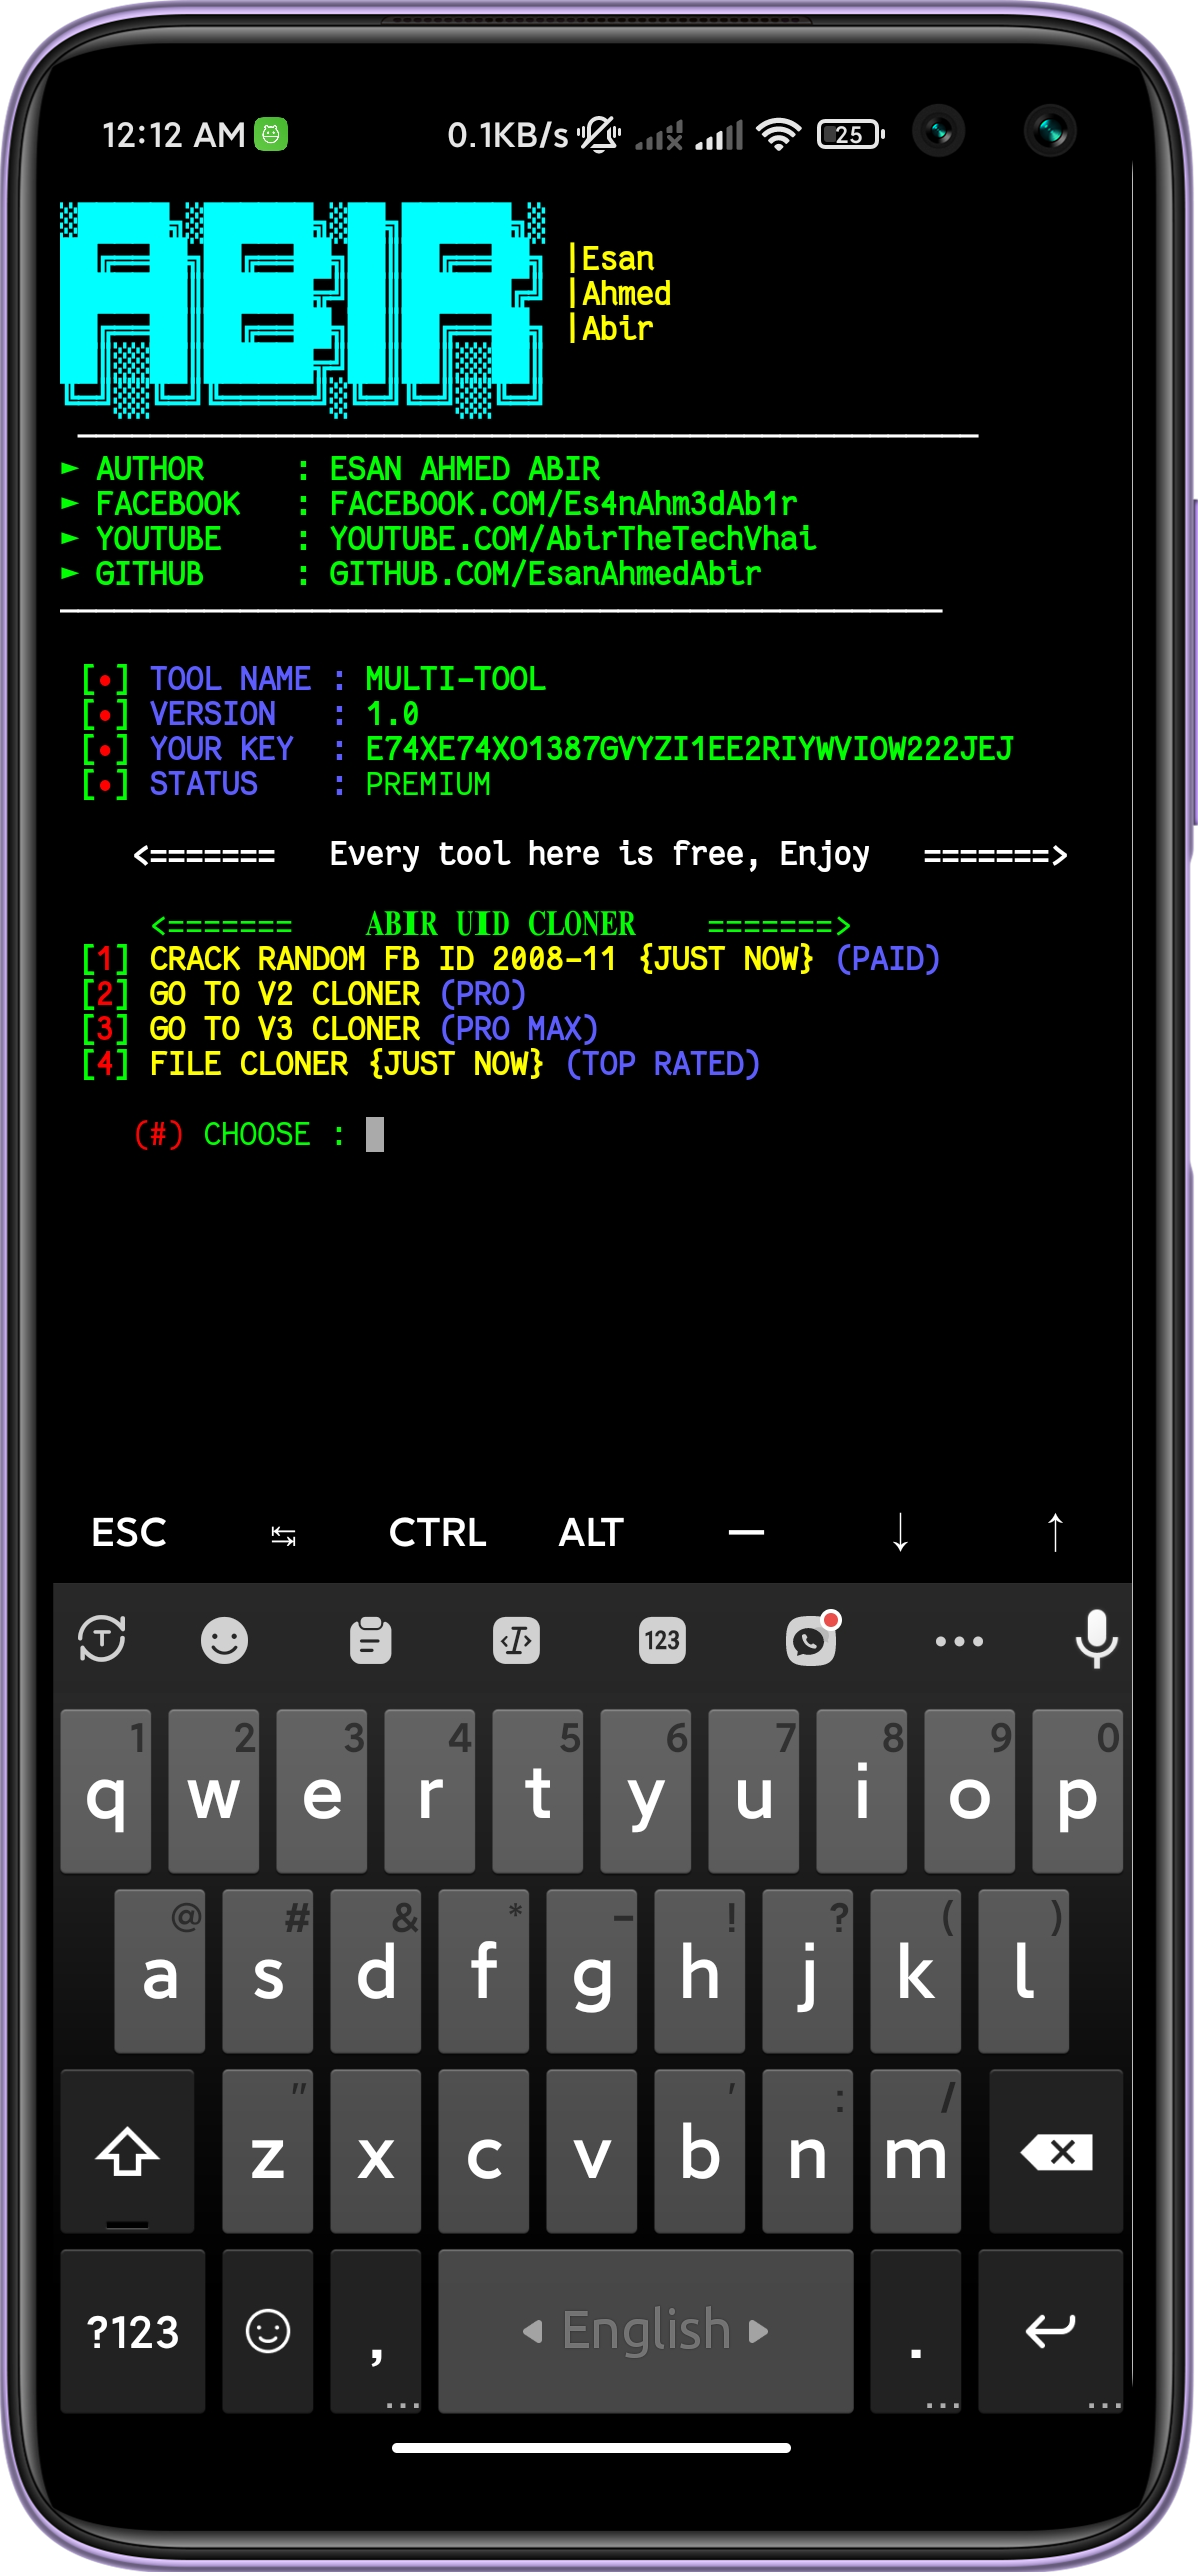 12:12 AM 0.1KB/s 25
ABIR
|Esan
|Ahmed
|Abir
► AUTHOR : ESAN AHMED ABIR
► FACEBOOK : FACEBOOK.COM/Es4nAhm3dAb1r
► YOUTUBE : YOUTUBE.COM/AbirTheTechVhai
► GITHUB : GITHUB.COM/EsanAhmedAbir
[•] TOOL NAME : MULTI-TOOL
[•] VERSION : 1.0
[•] YOUR KEY : E74XE74XO1387GVYZI1EE2RIYWVIOW222JEJ
[•] STATUS : PREMIUM
<======= Every tool here is free, Enjoy =======>
<======= ABIR UID CLONER =======>
[1] CRACK RANDOM FB ID 2008-11 {JUST NOW} (PAID)
[2] GO TO V2 CLONER (PRO)
[3] GO TO V3 CLONER (PRO MAX)
[4] FILE CLONER {JUST NOW} (TOP RATED)
(#) CHOOSE :
ESC ↹ CTRL ALT — ↓ ↑
T 123 ...
1 2 3 4 5 6 7 8 9 0
q w e r t y u i o p
@ # & * - ! ? ( )
a s d f g h j k l
" ' : /
z x c v b n m
?123 , ◀ English ▶ .